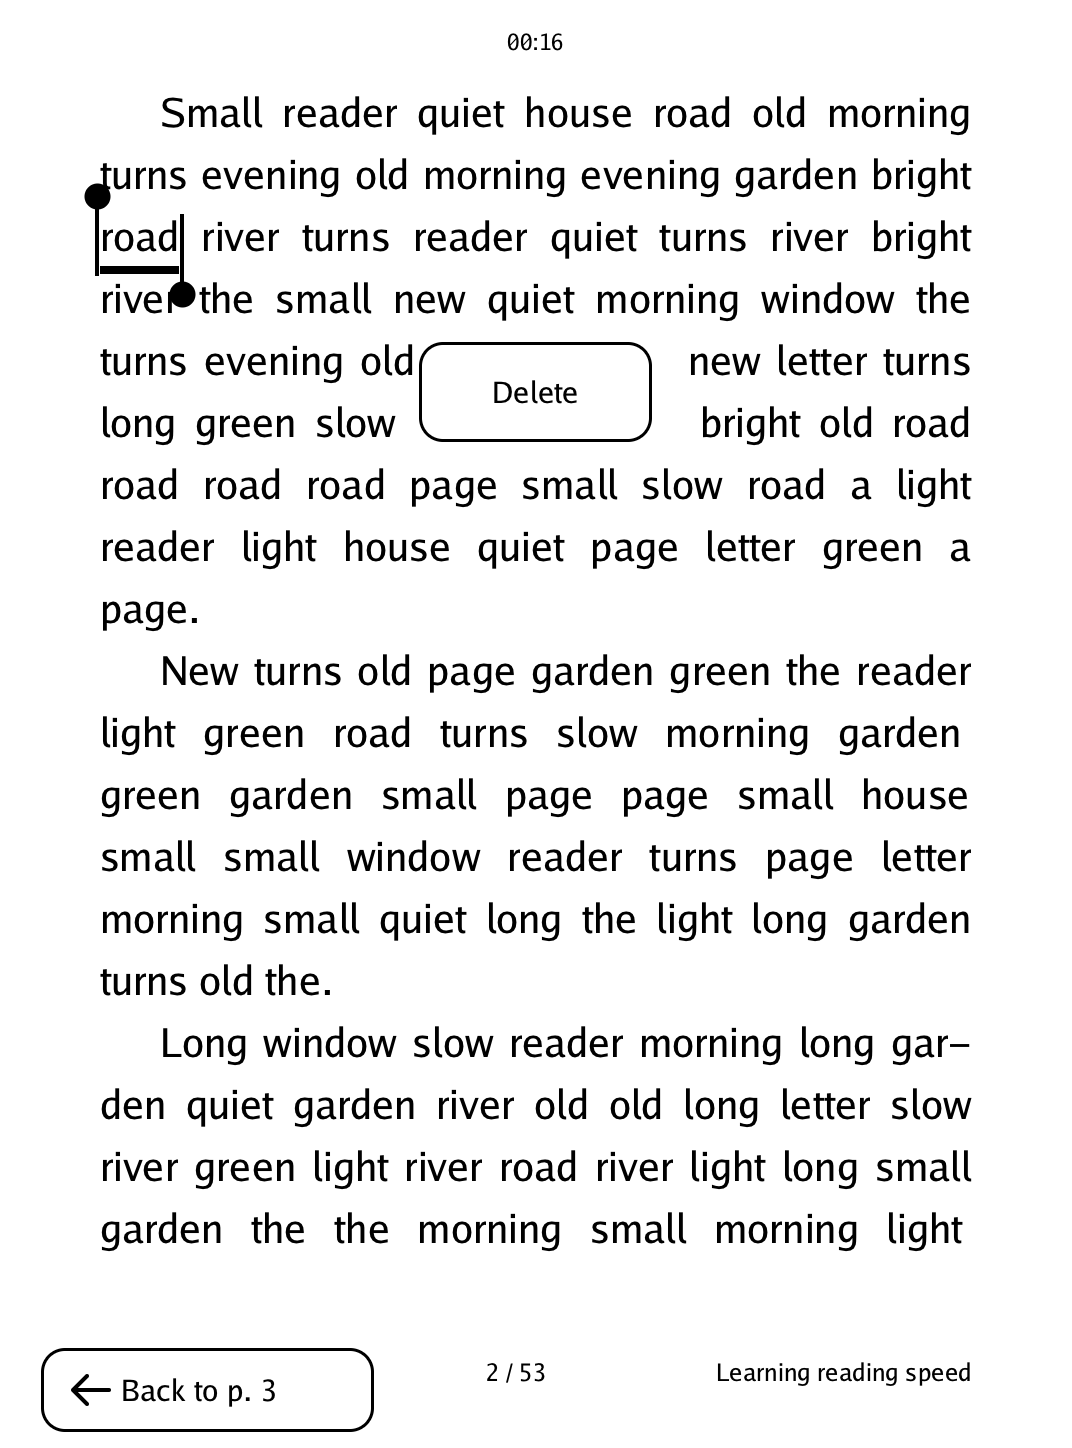 00:16
Small reader quiet house road old morning
turns evening old morning evening garden bright
road river turns reader quiet turns river bright
river the small new quiet morning window the
turns evening old new letter turns
Delete
long green slow bright old road
road road road page small slow road a light
reader light house quiet page letter green a
page.
New turns old page garden green the reader
light green road turns slow morning garden
green garden small page page small house
small small window reader turns page letter
morning small quiet long the light long garden
turns old the.
Long window slow reader morning long gar–
den quiet garden river old old long letter slow
river green light river road river light long small
garden the the morning small morning light
Back to p. 3
2 / 53
Learning reading speed